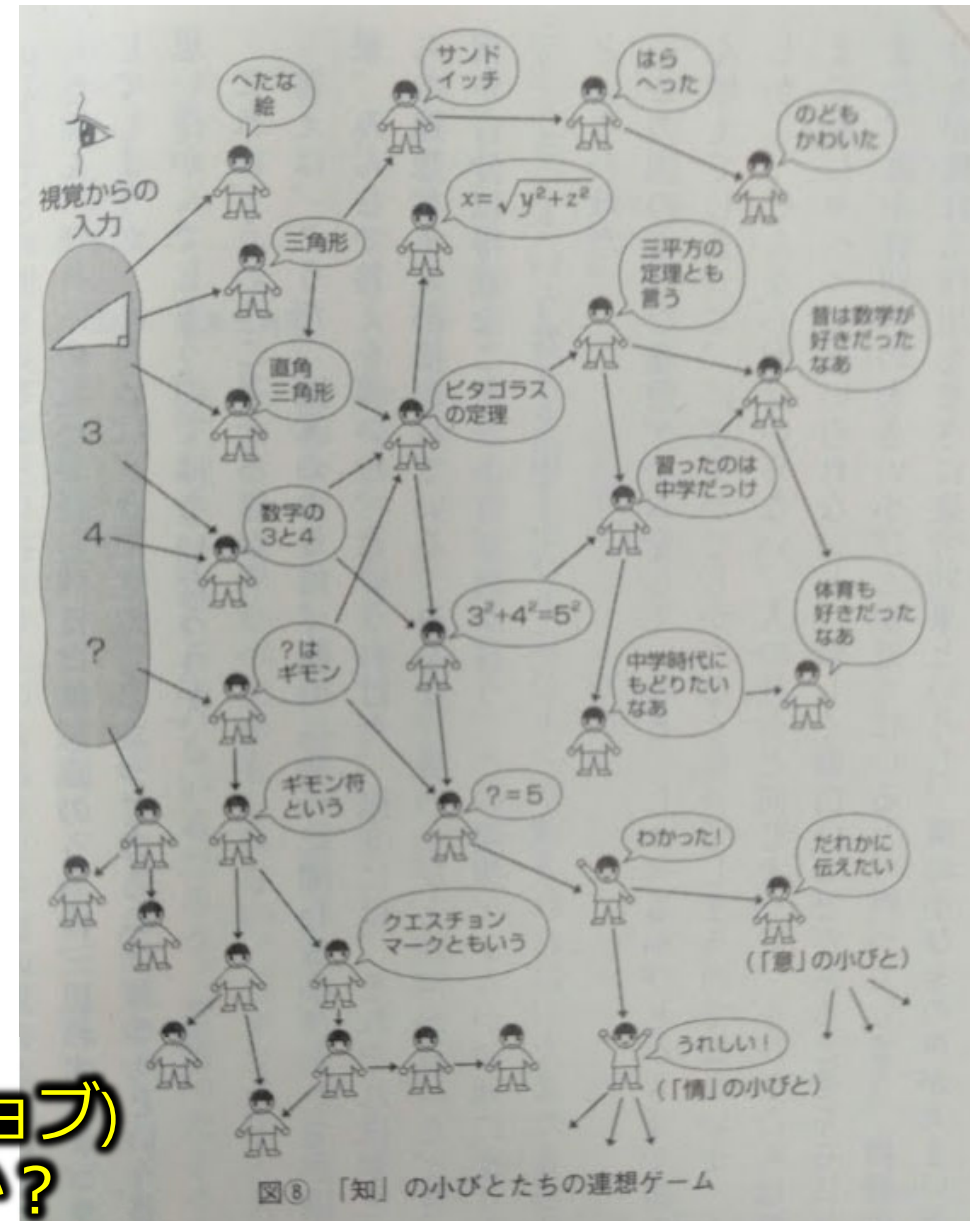 へたな
絵
サンド
イッチ
はら
へった
のども
かわいた
視覚からの
入力
三角形
x=√y²+z²
三平方の
定理とも
言う
昔は数学が
好きだった
なあ
直角
三角形
ピタゴラス
の定理
3
4
?
数字の
3と4
習ったのは
中学だっけ
3²+4²=5²
?は
ギモン
中学時代に
もどりたい
なあ
体育も
好きだった
なあ
ギモン符
という
?=5
わかった!
だれかに
伝えたい
(「意」の小びと)
クエスチョン
マークともいう
うれしい!
(「情」の小びと)
ョブ)
?
図⑧ 「知」の小びとたちの連想ゲーム